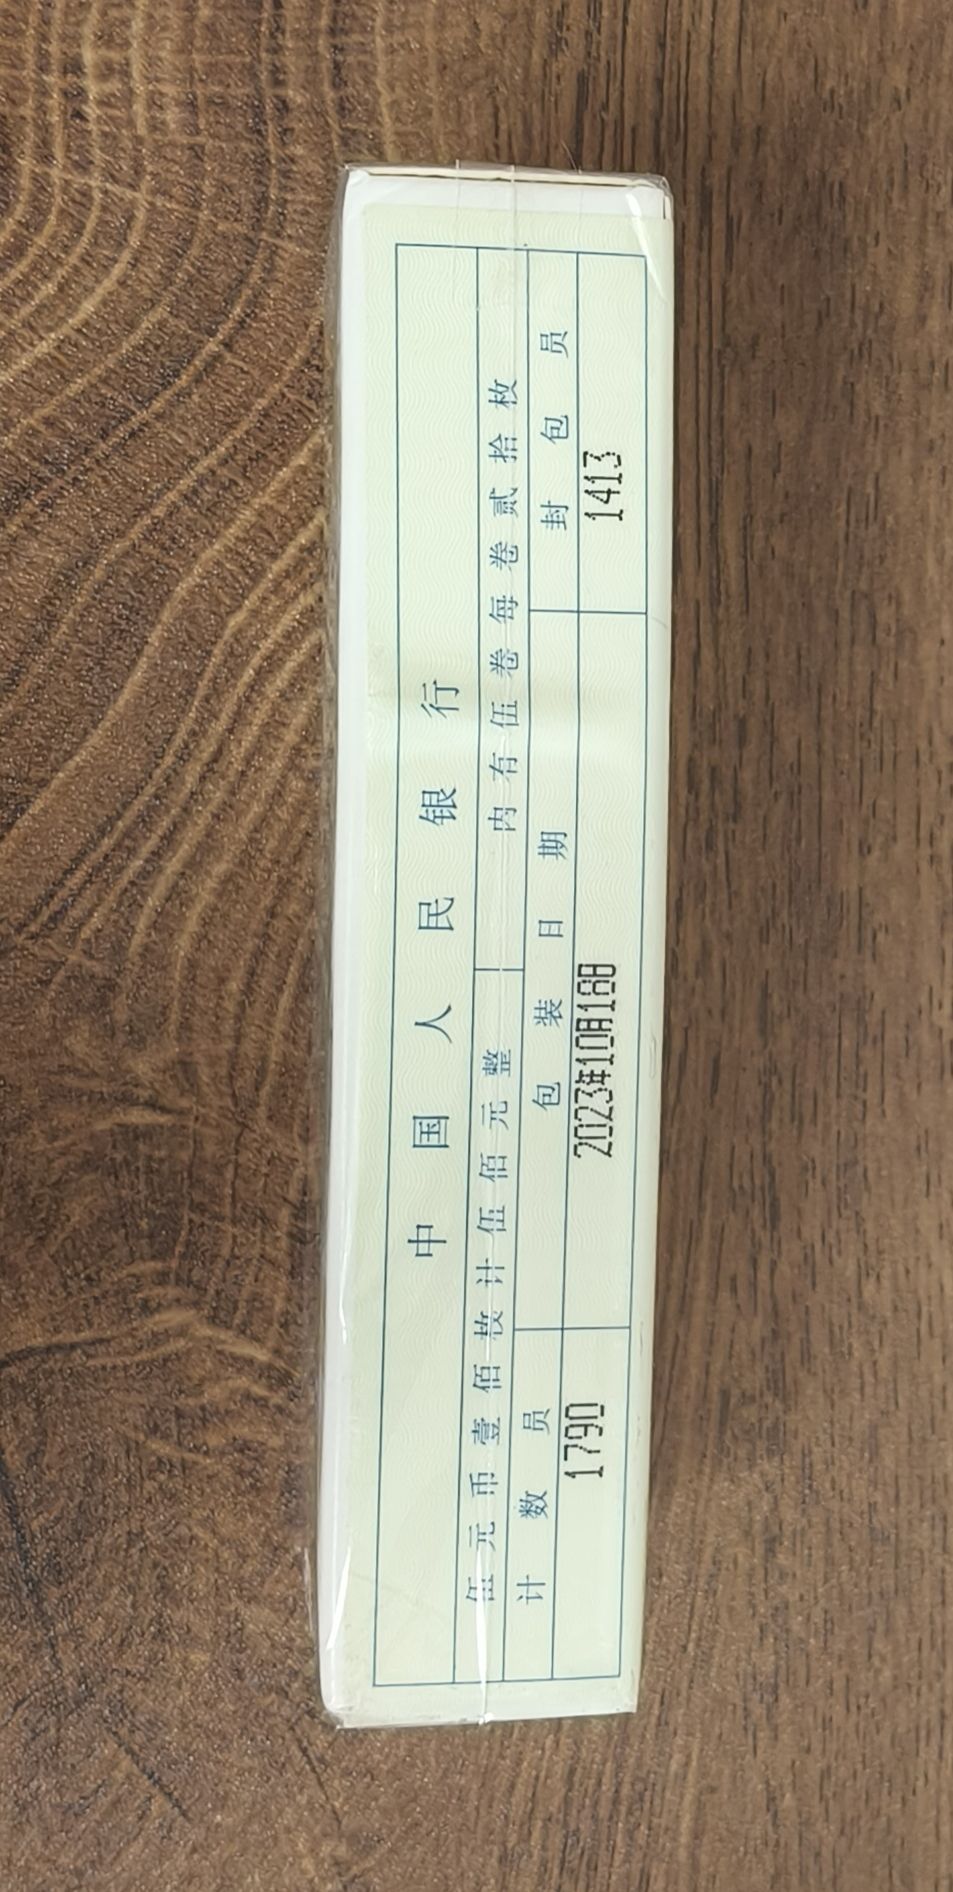 中国人民银行
伍元币壹佰枚计伍佰元整 内有伍卷每卷贰拾枚
计数员 包装日期 封包员
1790 2023年10月18日 1413